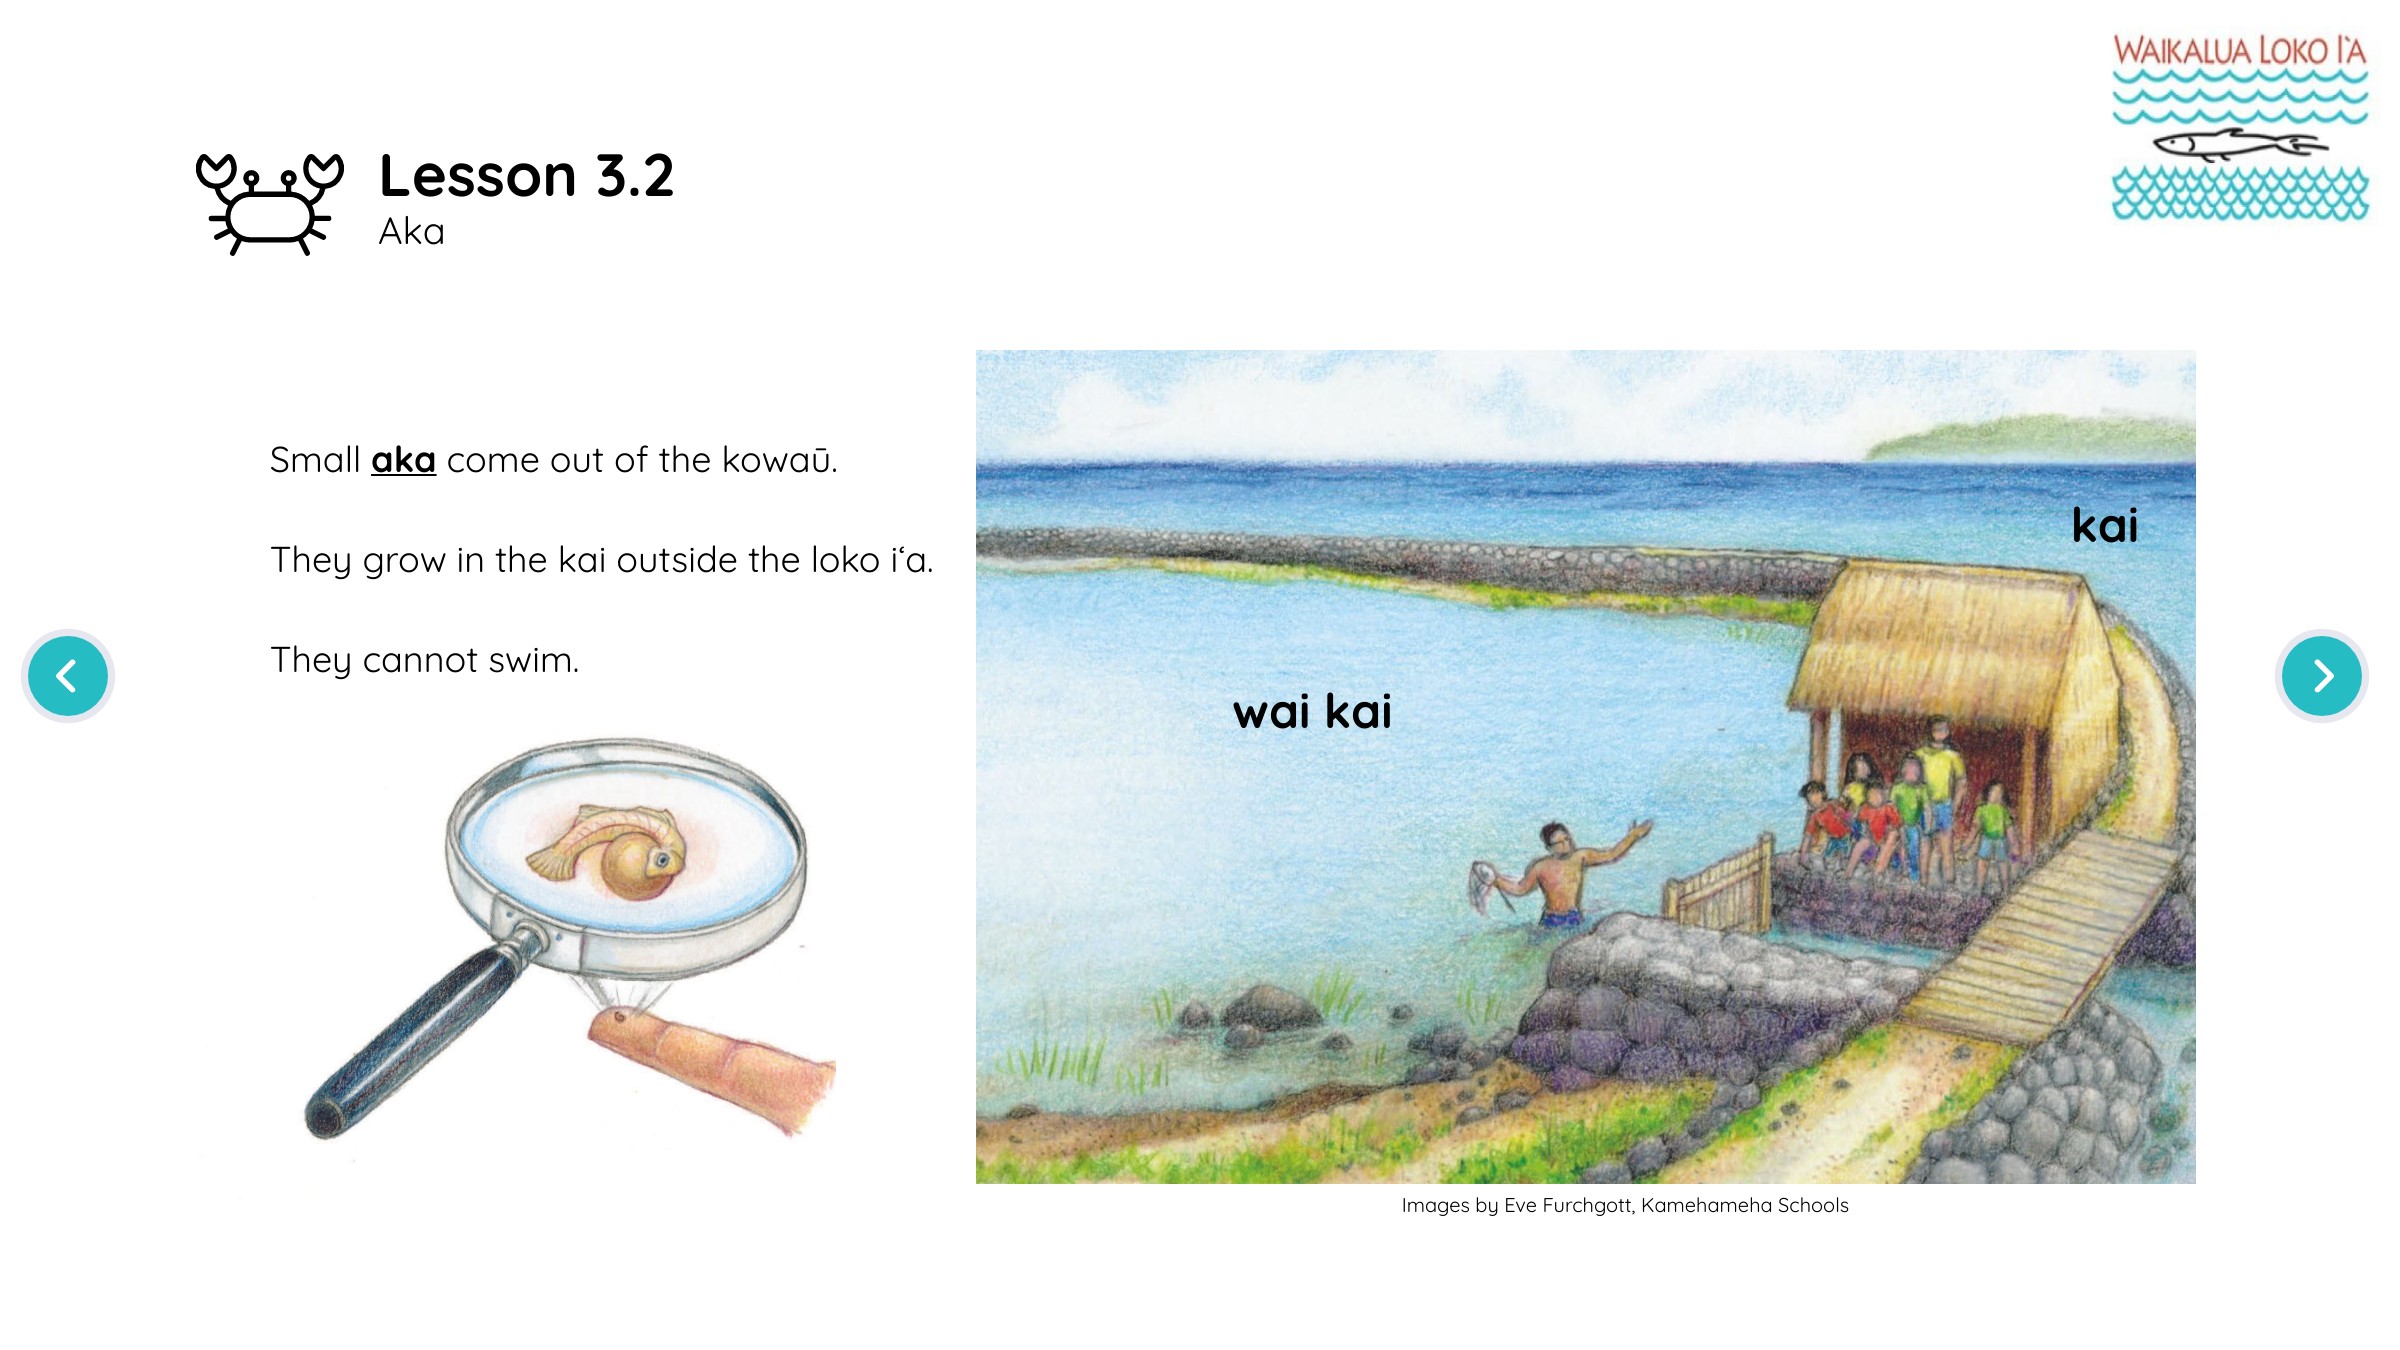 WAIKALUA LOKO I`A
Lesson 3.2
Aka
Small aka come out of the kowaū.
They grow in the kai outside the loko iʻa.
They cannot swim.
kai
wai kai
Images by Eve Furchgott, Kamehameha Schools